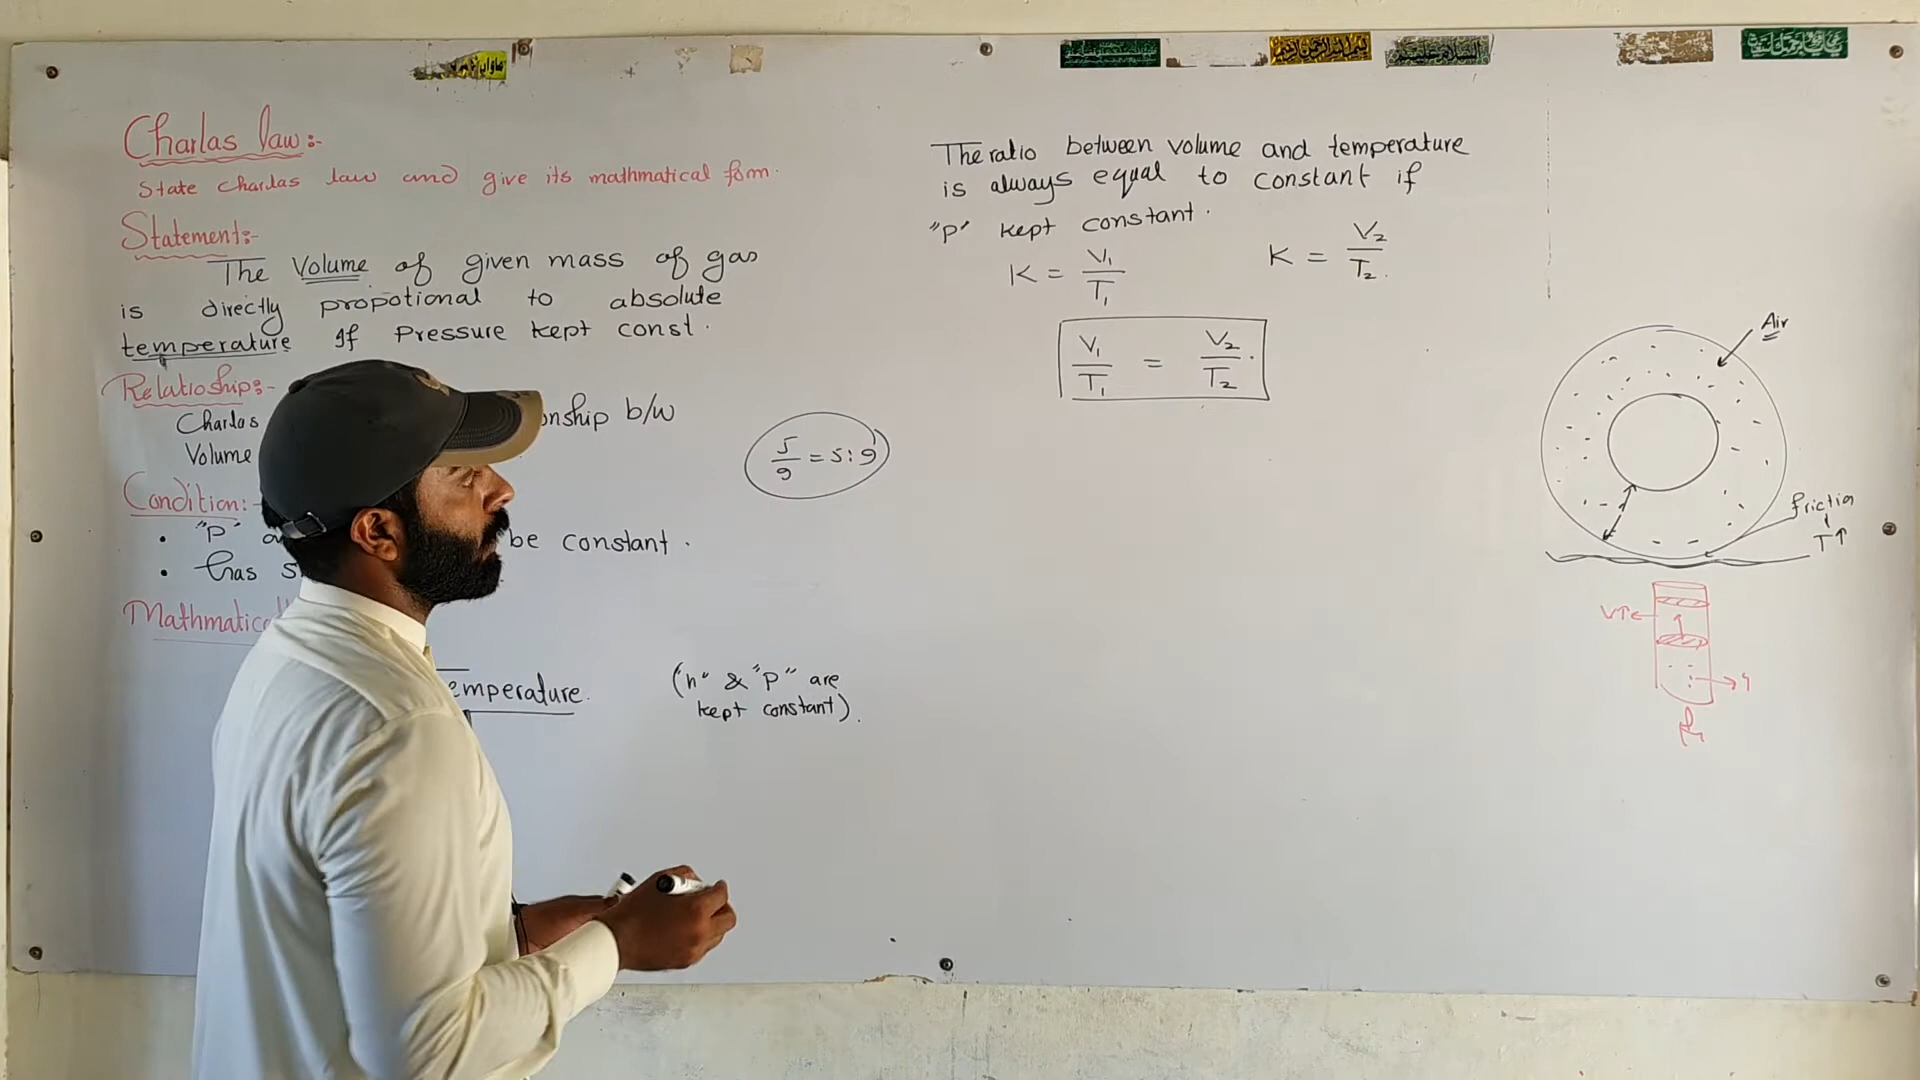 Charlas law:-
State charlas law and give its mathmatical form.
Statement:-
The Volume of given mass of gas
is directly propotional to absolute
temperature If Pressure kept const.
Relatioship:-
Charlas onship b/w
Volume
Condition:-
• "P" be constant.
• Gas s
Mathmatica
emperature. ("n" & "P" are
kept constant).
5/9 = 5:9
The ratio between volume and temperature
is always equal to constant if
"P" kept constant.
K = V₁/T₁ K = V₂/T₂.
V₁/T₁ = V₂/T₂.
Air
friction
T↑
V↑